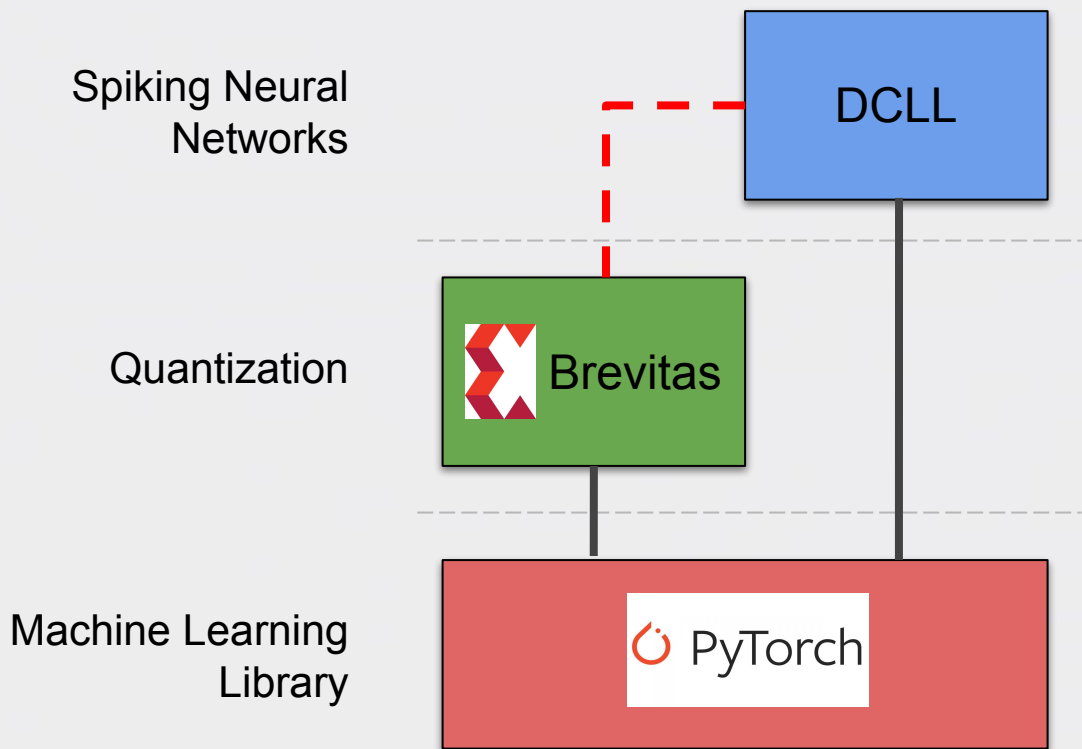 Spiking Neural
Networks
DCLL
Quantization
Brevitas
Machine Learning
Library
PyTorch